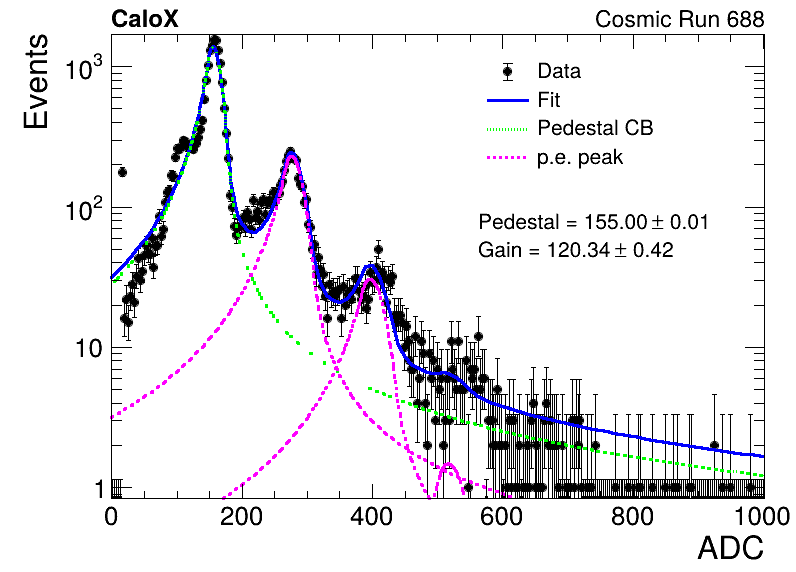 CaloX Cosmic Run 688
Events
10³
10²
10
1
Data
Fit
Pedestal CB
p.e. peak
Pedestal = 155.00 ± 0.01
Gain = 120.34 ± 0.42
0 200 400 600 800 1000
ADC